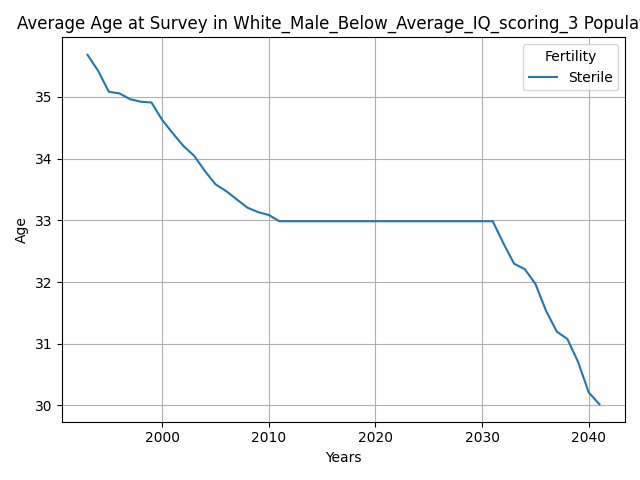 Average Age at Survey in White_Male_Below_Average_IQ_scoring_3 Popula
Fertility
Sterile
35
34
33
32
31
30
Age
2000 2010 2020 2030 2040
Years